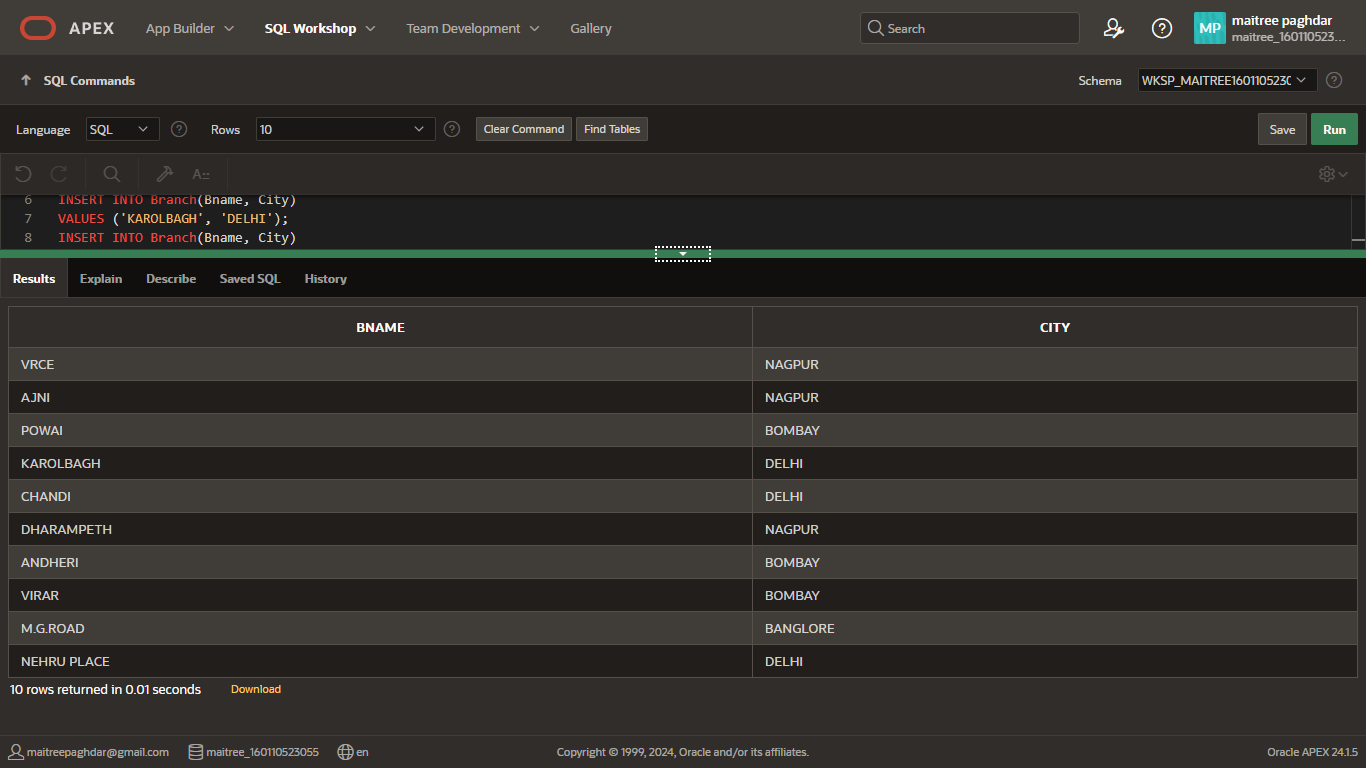 APEX App Builder SQL Workshop Team Development Gallery Search MP maitree paghdar
maitree_160110523...
SQL Commands Schema WKSP_MAITREE160110523C
Language SQL Rows 10 Clear Command Find Tables Save Run
A::
6 INSERT INTO Branch(Bname, City)
7 VALUES ('KAROLBAGH', 'DELHI');
8 INSERT INTO Branch(Bname, City)
Results Explain Describe Saved SQL History
BNAME CITY
VRCE NAGPUR
AJNI NAGPUR
POWAI BOMBAY
KAROLBAGH DELHI
CHANDI DELHI
DHARAMPETH NAGPUR
ANDHERI BOMBAY
VIRAR BOMBAY
M.G.ROAD BANGLORE
NEHRU PLACE DELHI
10 rows returned in 0.01 seconds Download
maitreepaghdar@gmail.com maitree_160110523055 en Copyright © 1999, 2024, Oracle and/or its affiliates. Oracle APEX 24.1.5